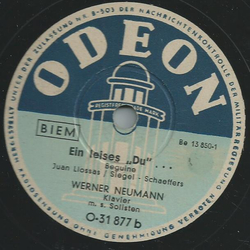 HERGESTELLT UNTER DER ZULASSUNG Nr. B-503 DER NACHRICHTENKONTROLLE DER MILITÄRREGIERUNG
ODEON
REGISTERED TRADE MARK
BIEM
Be 13 850-1
Ein leises „Du“...
Beguine
Juan Llossas / Siegel - Schaeffers
WERNER NEUMANN
Klavier
m. s. Solisten
O-31 877 b